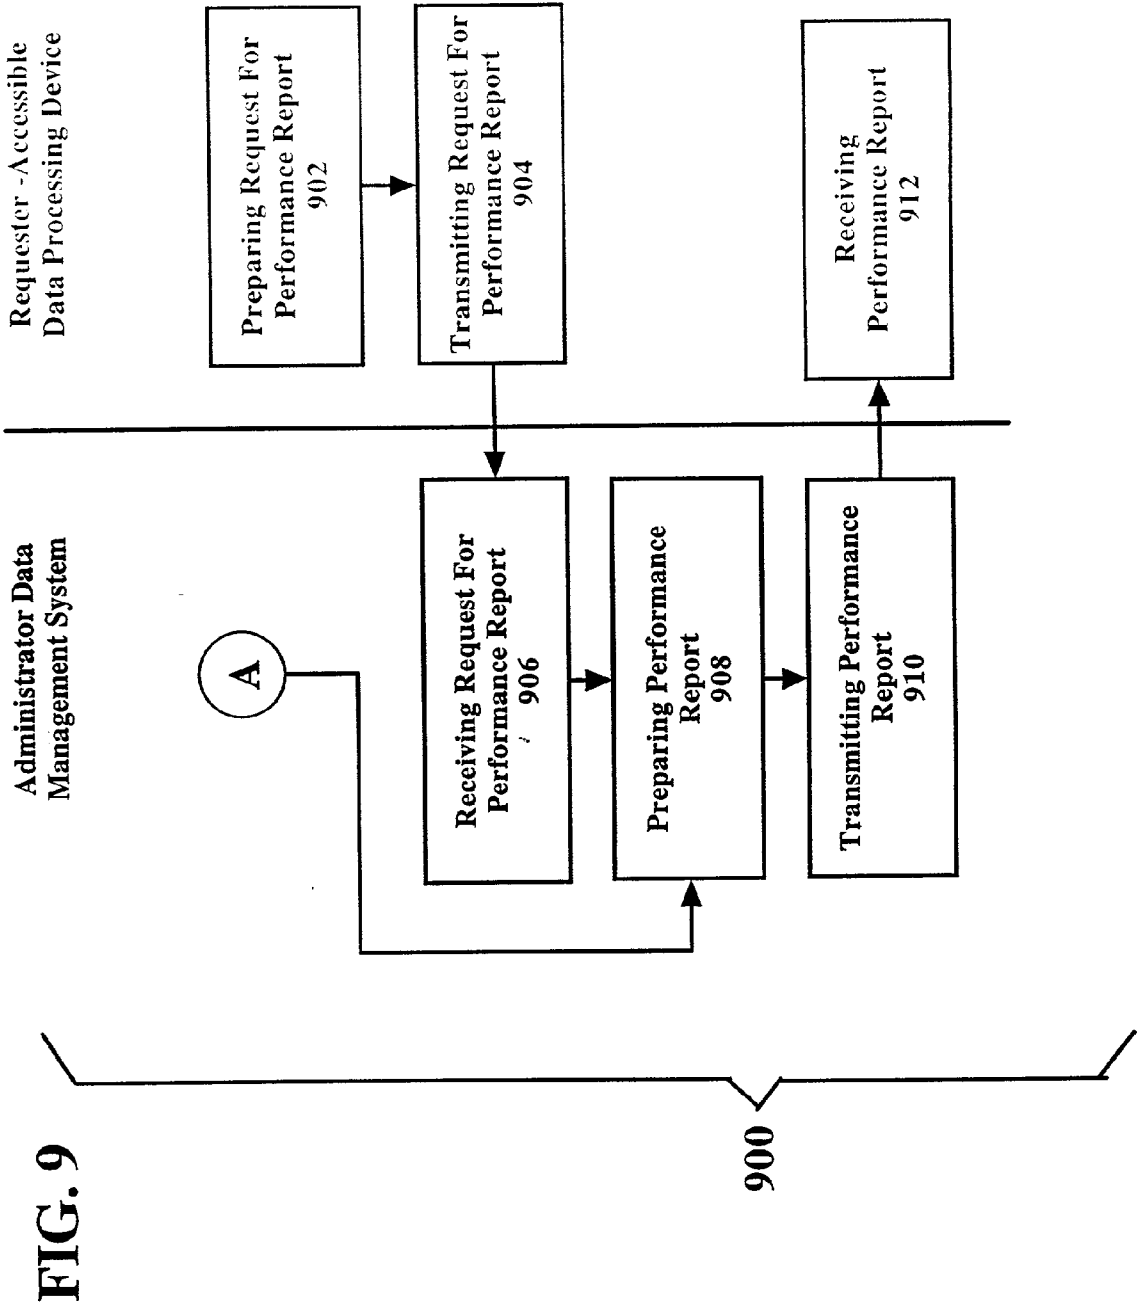 FIG. 9
Administrator Data
Management System
Requester -Accessible
Data Processing Device
A
Preparing Request For
Performance Report
902
Transmitting Request For
Performance Report
904
Receiving Request For
Performance Report
906
Preparing Performance
Report
908
Transmitting Performance
Report
910
Receiving
Performance Report
912
900